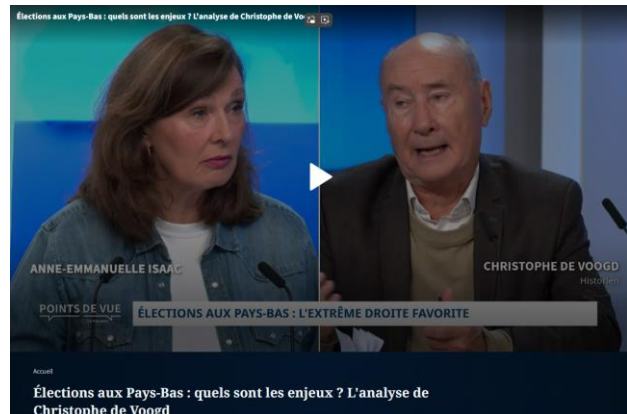 Élections aux Pays-Bas : quels sont les enjeux ? L'analyse de Christophe de Voo
ANNE-EMMANUELLE ISAAC
CHRISTOPHE DE VOOGD
Historien
POINTS DE VUE
ÉLECTIONS AUX PAYS-BAS : L'EXTRÊME DROITE FAVORITE
Accueil
Élections aux Pays-Bas : quels sont les enjeux ? L'analyse de
Christophe de Voogd